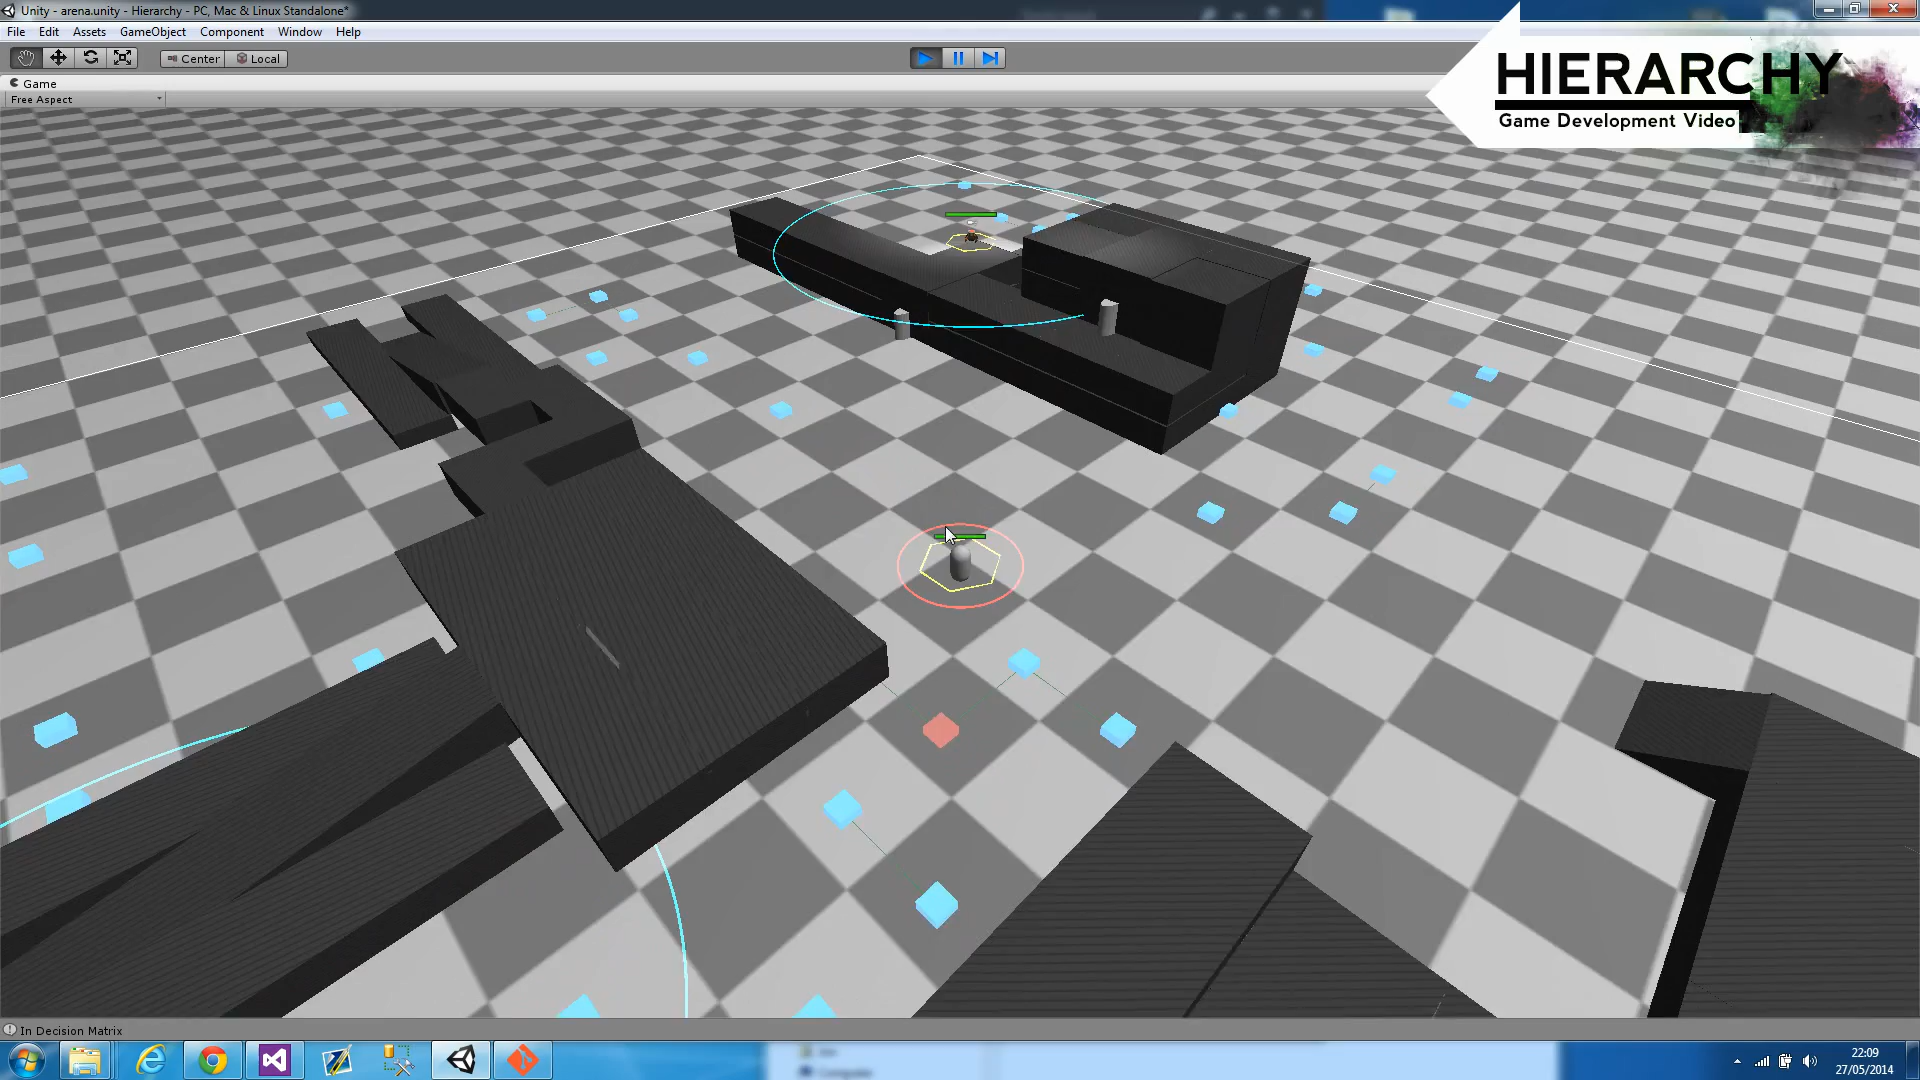 Unity - arena.unity - Hierarchy - PC, Mac & Linux Standalone*
File Edit Assets GameObject Component Window Help
Center Local
Game
Free Aspect
HIERARCHY
Game Development Video
In Decision Matrix
Computer
22:09
27/05/2014